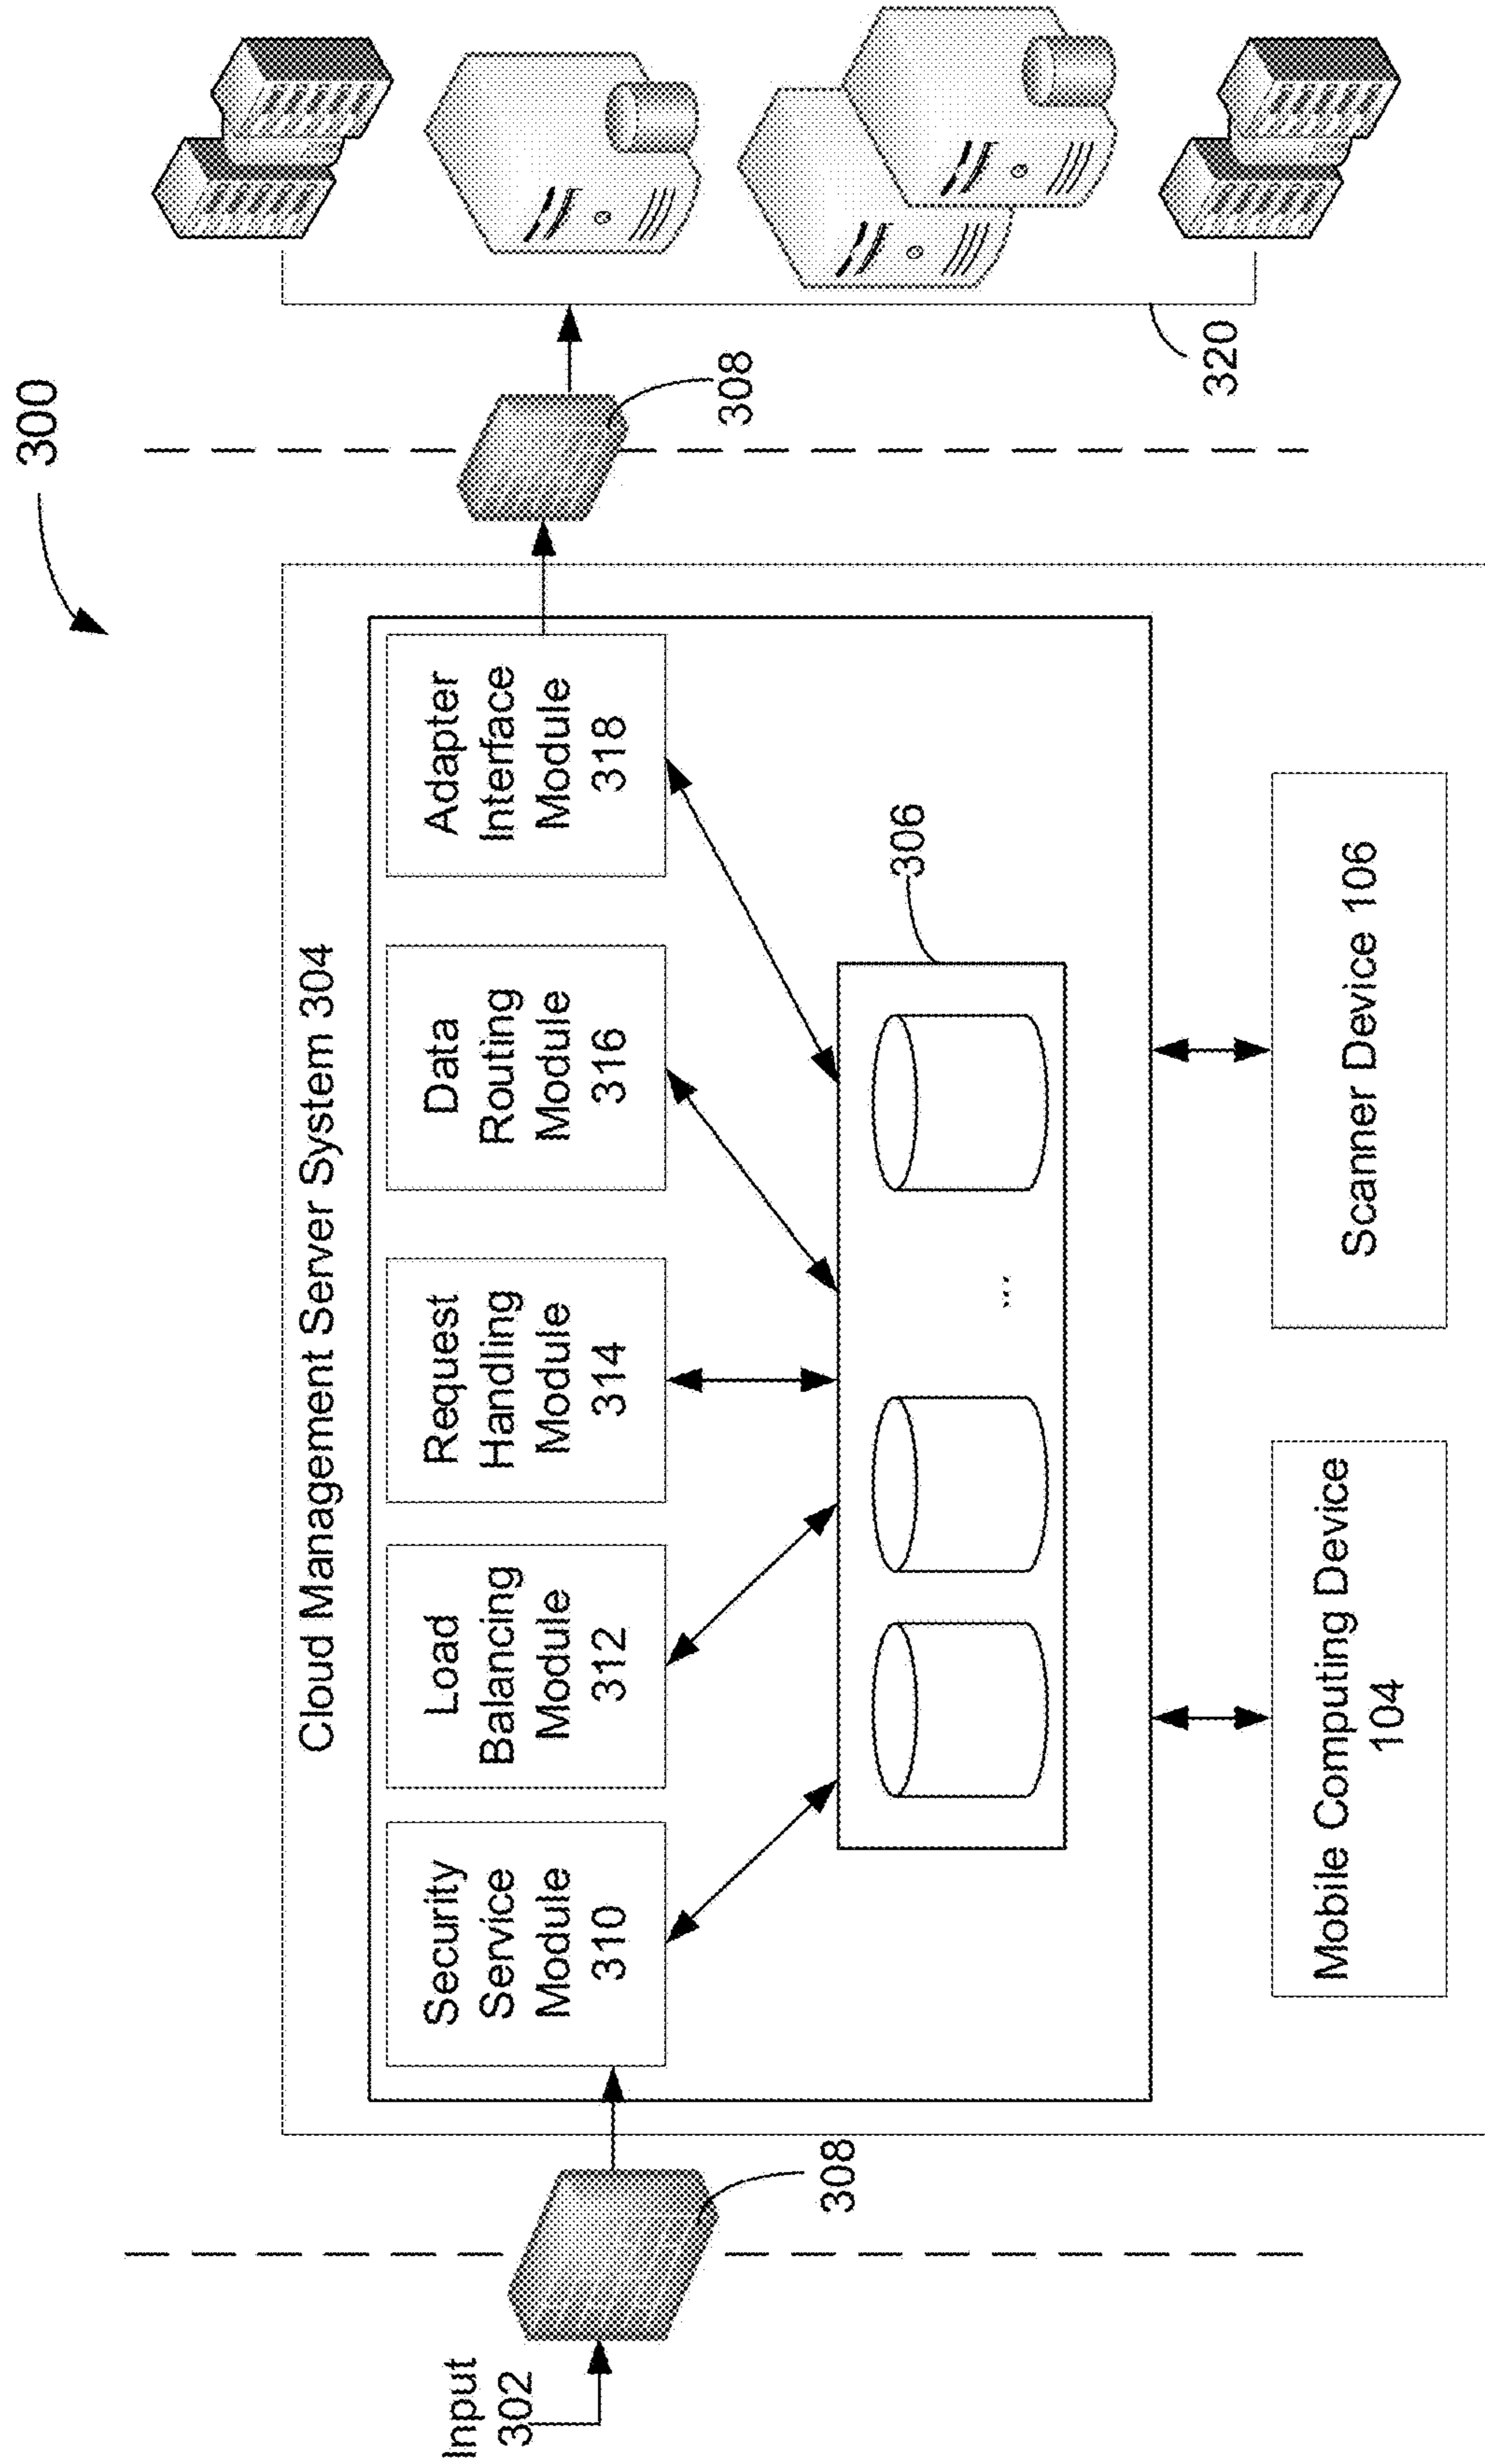 300
Cloud Management Server System 304
Input
302
308
Security
Service
Module
310
Load
Balancing
Module
312
Request
Handling
Module
314
Data
Routing
Module
316
Adapter
Interface
Module
318
308
306
...
320
Mobile Computing Device
104
Scanner Device 106